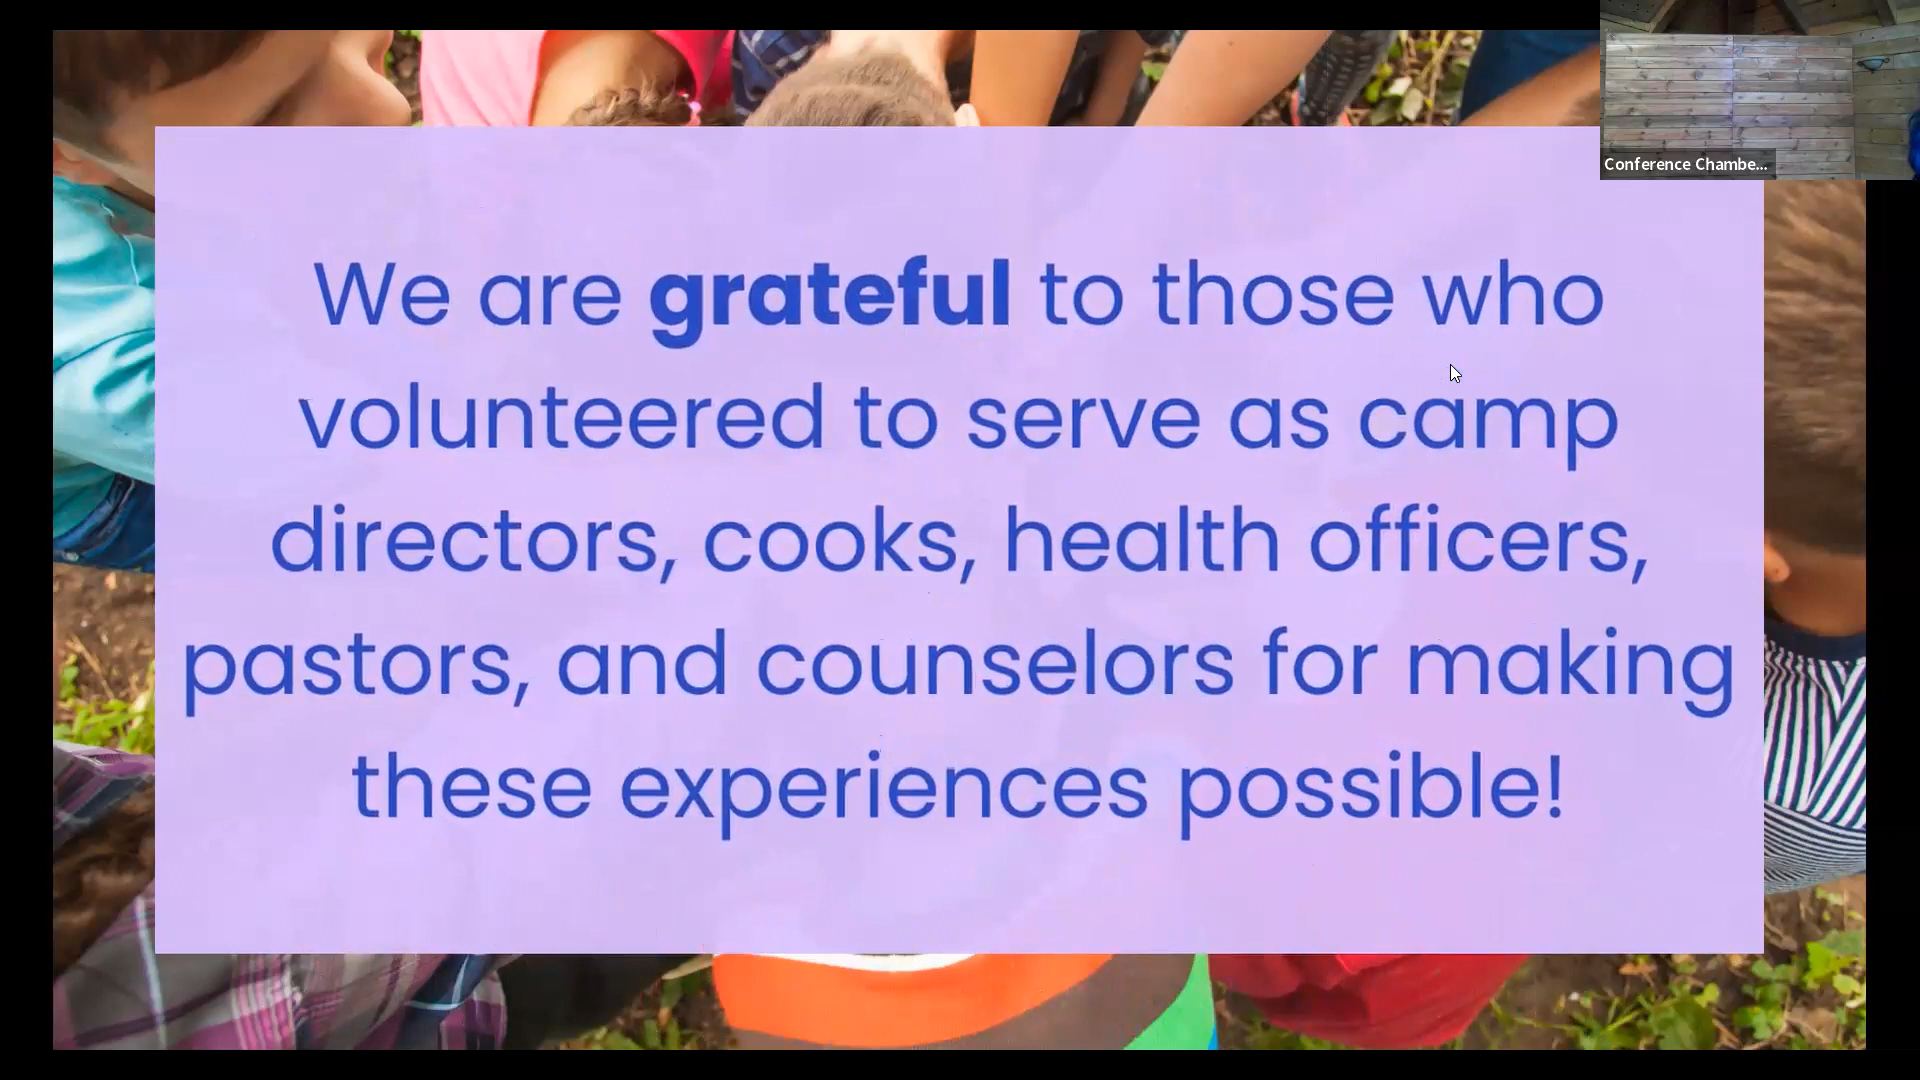 We are grateful to those who
volunteered to serve as camp
directors, cooks, health officers,
pastors, and counselors for making
these experiences possible!
Conference Chambe...